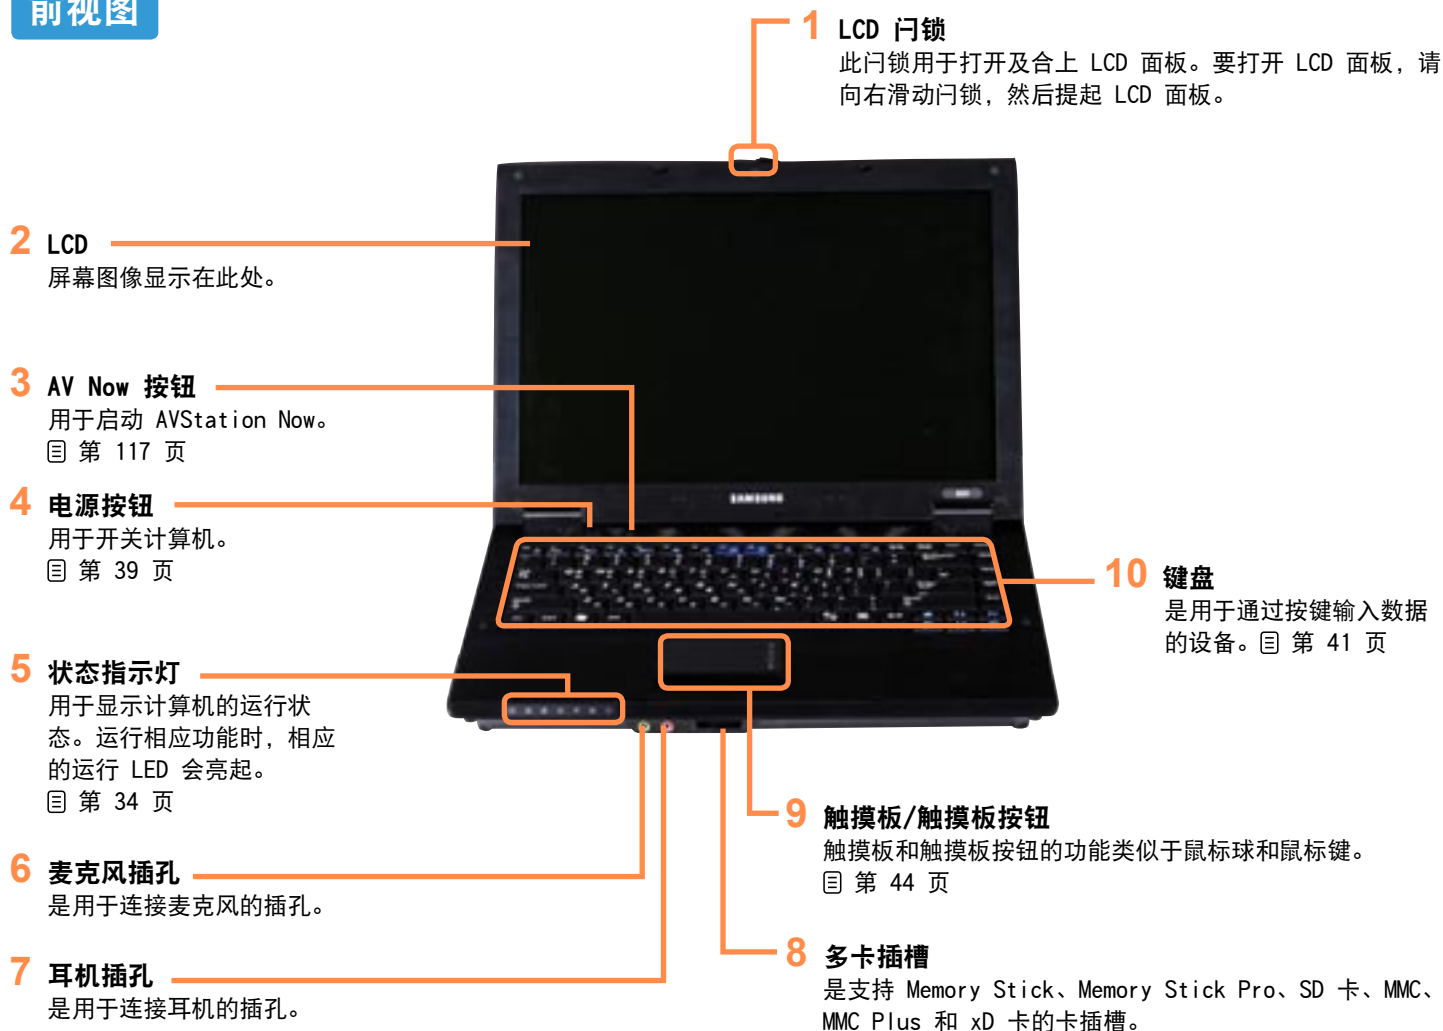 前视图
1 LCD 闩锁
此闩锁用于打开及合上 LCD 面板。要打开 LCD 面板，请
向右滑动闩锁，然后提起 LCD 面板。
2 LCD
屏幕图像显示在此处。
3 AV Now 按钮
用于启动 AVStation Now。
第 117 页
4 电源按钮
用于开关计算机。
第 39 页
5 状态指示灯
用于显示计算机的运行状
态。运行相应功能时，相应
的运行 LED 会亮起。
第 34 页
6 麦克风插孔
是用于连接麦克风的插孔。
7 耳机插孔
是用于连接耳机的插孔。
SAMSUNG
10 键盘
是用于通过按键输入数据
的设备。 第 41 页
9 触摸板/触摸板按钮
触摸板和触摸板按钮的功能类似于鼠标球和鼠标键。
第 44 页
8 多卡插槽
是支持 Memory Stick、Memory Stick Pro、SD 卡、MMC、
MMC Plus 和 xD 卡的卡插槽。